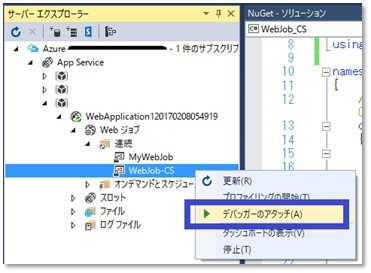 サーバー エクスプローラー
Azure
- 1 件のサブスクリプ
App Service
WebApplication120170208054919
Web ジョブ
連続
MyWebJob
WebJob-CS
オンデマンドとスケジュー
スロット
ファイル
ログ ファイル
NuGet - ソリューション
WebJob_CS
8
using
9
10
names
11
{
12
13
14
15
16
更新(R)
プロファイリングの開始(T)
デバッガーのアタッチ(A)
ダッシュボードの表示(V)
停止(T)